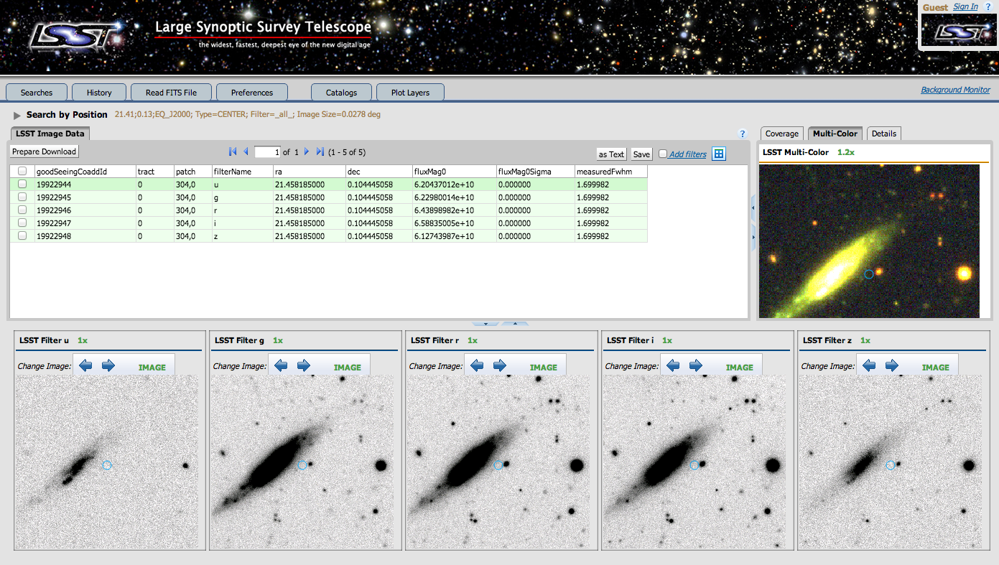 LSST
Large Synoptic Survey Telescope
the widest, fastest, deepest eye of the new digital age
Guest Sign In ?
LSST
Searches History Read FITS File Preferences Catalogs Plot Layers
Background Monitor
Search by Position 21.41;0.13;EQ_J2000; Type=CENTER; Filter=_all_; Image Size=0.0278 deg
LSST Image Data
?
Prepare Download 1 of 1 (1 - 5 of 5) as Text Save Add filters
goodSeeingCoaddId tract patch filterName ra dec fluxMag0 fluxMag0Sigma measuredFwhm
19922944 0 304,0 u 21.458185000 0.104445058 6.20437012e+10 0.000000 1.699982
19922945 0 304,0 g 21.458185000 0.104445058 6.22980014e+10 0.000000 1.699982
19922946 0 304,0 r 21.458185000 0.104445058 6.43898982e+10 0.000000 1.699982
19922947 0 304,0 i 21.458185000 0.104445058 6.58835005e+10 0.000000 1.699982
19922948 0 304,0 z 21.458185000 0.104445058 6.12743987e+10 0.000000 1.699982
Coverage Multi-Color Details
LSST Multi-Color 1.2x
LSST Filter u 1x
Change Image: IMAGE
LSST Filter g 1x
Change Image: IMAGE
LSST Filter r 1x
Change Image: IMAGE
LSST Filter i 1x
Change Image: IMAGE
LSST Filter z 1x
Change Image: IMAGE